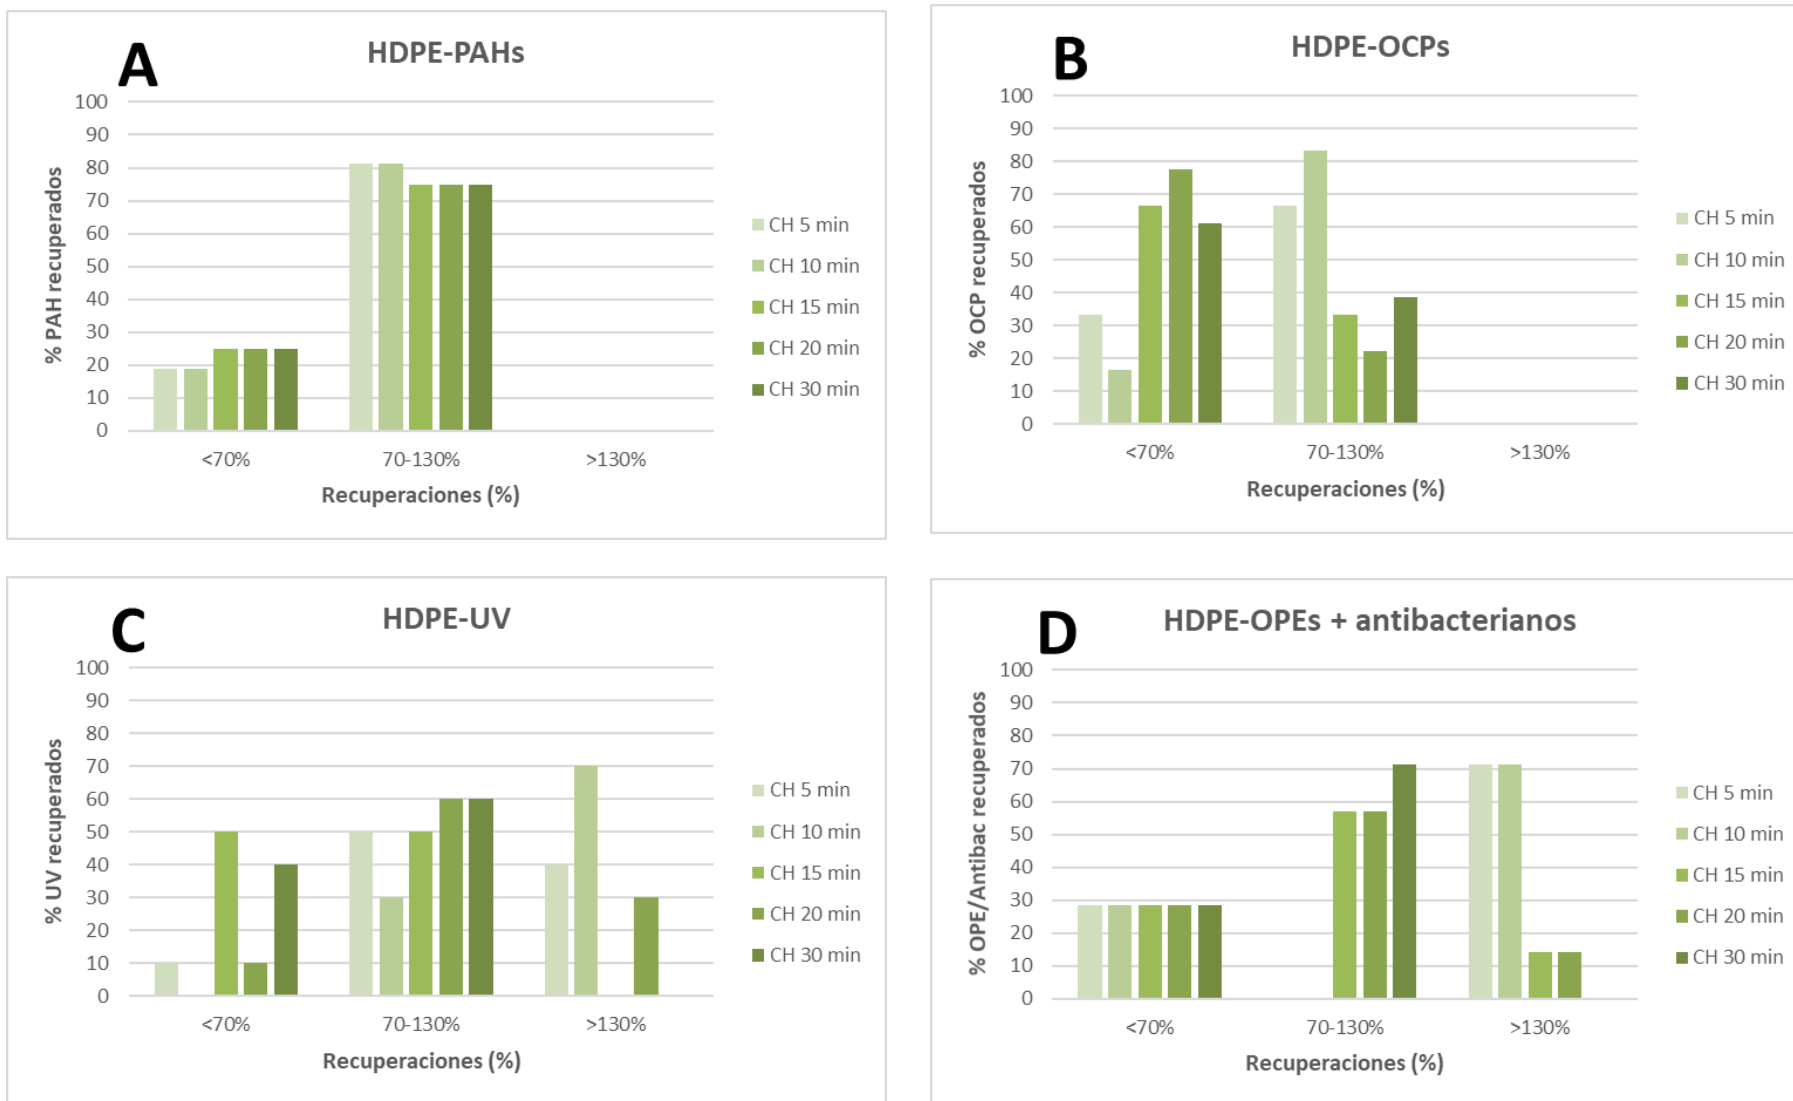 A
HDPE-PAHs
100
90
80
70
60
50
40
30
20
10
0
% PAH recuperados
<70%
70-130%
>130%
Recuperaciones (%)
CH 5 min
CH 10 min
CH 15 min
CH 20 min
CH 30 min
B
HDPE-OCPs
100
90
80
70
60
50
40
30
20
10
0
% OCP recuperados
<70%
70-130%
>130%
Recuperaciones (%)
CH 5 min
CH 10 min
CH 15 min
CH 20 min
CH 30 min
C
HDPE-UV
100
90
80
70
60
50
40
30
20
10
0
% UV recuperados
<70%
70-130%
>130%
Recuperaciones (%)
CH 5 min
CH 10 min
CH 15 min
CH 20 min
CH 30 min
D
HDPE-OPEs + antibacterianos
100
90
80
70
60
50
40
30
20
10
0
% OPE/Antibac recuperados
<70%
70-130%
>130%
Recuperaciones (%)
CH 5 min
CH 10 min
CH 15 min
CH 20 min
CH 30 min